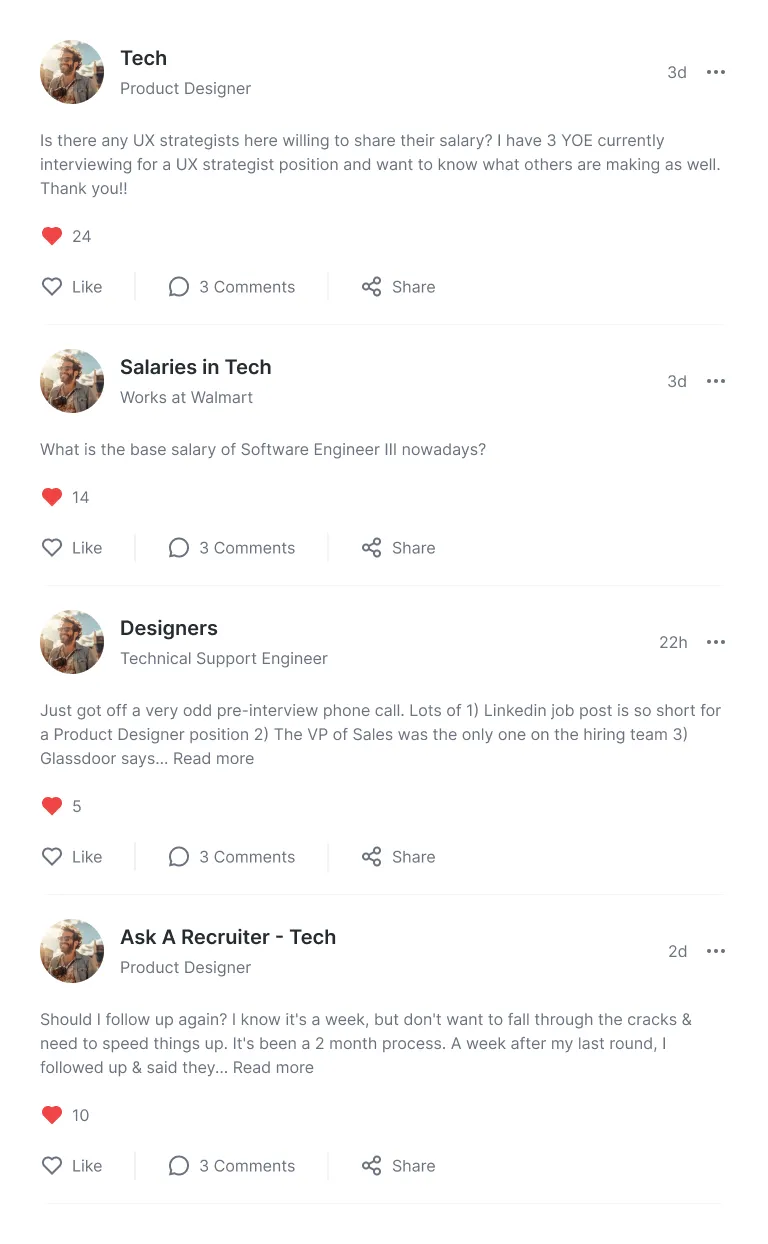 Tech
Product Designer
3d
Is there any UX strategists here willing to share their salary? I have 3 YOE currently
interviewing for a UX strategist position and want to know what others are making as well.
Thank you!!
24
Like
3 Comments
Share
Salaries in Tech
Works at Walmart
3d
What is the base salary of Software Engineer III nowadays?
14
Like
3 Comments
Share
Designers
Technical Support Engineer
22h
Just got off a very odd pre-interview phone call. Lots of 1) Linkedin job post is so short for
a Product Designer position 2) The VP of Sales was the only one on the hiring team 3)
Glassdoor says... Read more
5
Like
3 Comments
Share
Ask A Recruiter - Tech
Product Designer
2d
Should I follow up again? I know it's a week, but don't want to fall through the cracks &
need to speed things up. It's been a 2 month process. A week after my last round, I
followed up & said they... Read more
10
Like
3 Comments
Share